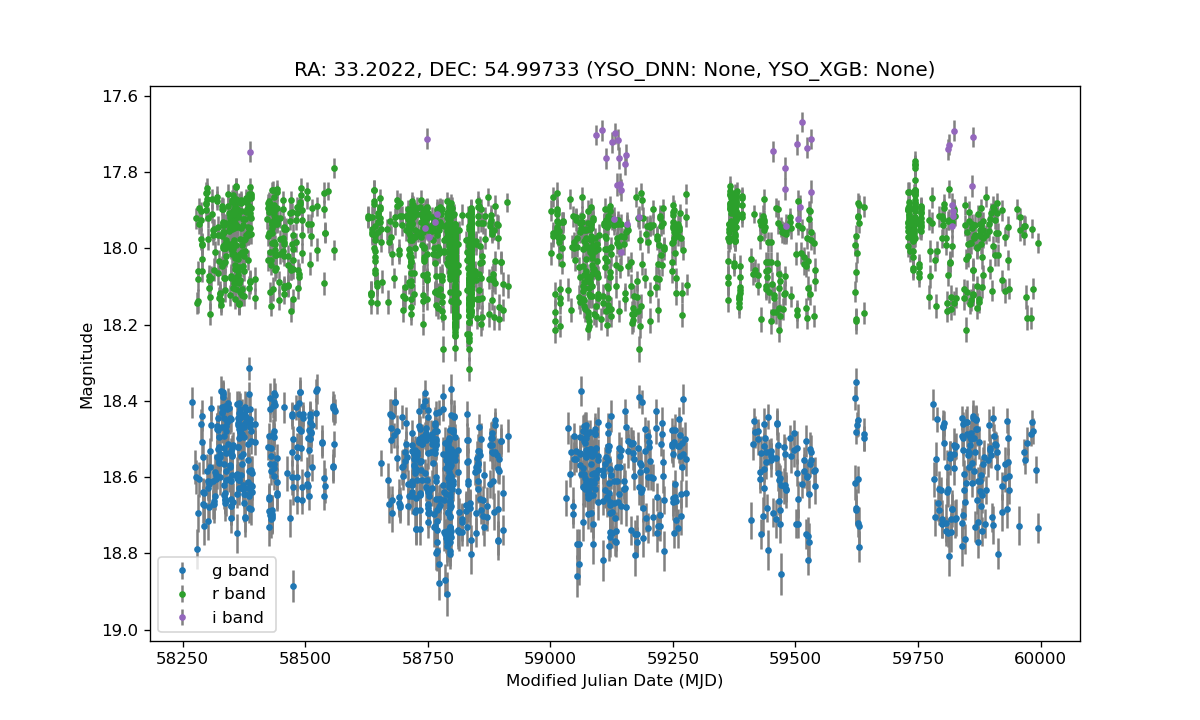 RA: 33.2022, DEC: 54.99733 (YSO_DNN: None, YSO_XGB: None)
Magnitude
17.6
17.8
18.0
18.2
18.4
18.6
18.8
19.0
g band
r band
i band
58250 58500 58750 59000 59250 59500 59750 60000
Modified Julian Date (MJD)